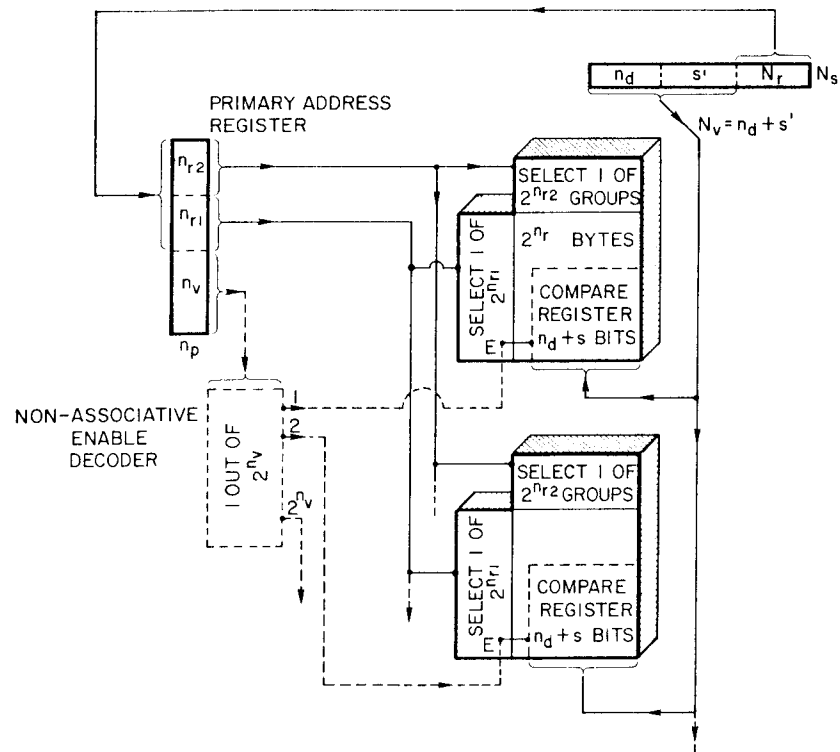 n_d s' N_r N_s
N_v = n_d + s'
PRIMARY ADDRESS
REGISTER
n_r2
n_r1
n_v
n_p
SELECT 1 OF
2^n_r2 GROUPS
SELECT 1 OF
2^n_r1
2^n_r BYTES
COMPARE
REGISTER
n_d + s BITS
E
NON-ASSOCIATIVE
ENABLE
DECODER
1 OUT OF
2^n_v
1
2
2^n_v
SELECT 1 OF
2^n_r2 GROUPS
SELECT 1 OF
2^n_r1
COMPARE
REGISTER
n_d + s BITS
E